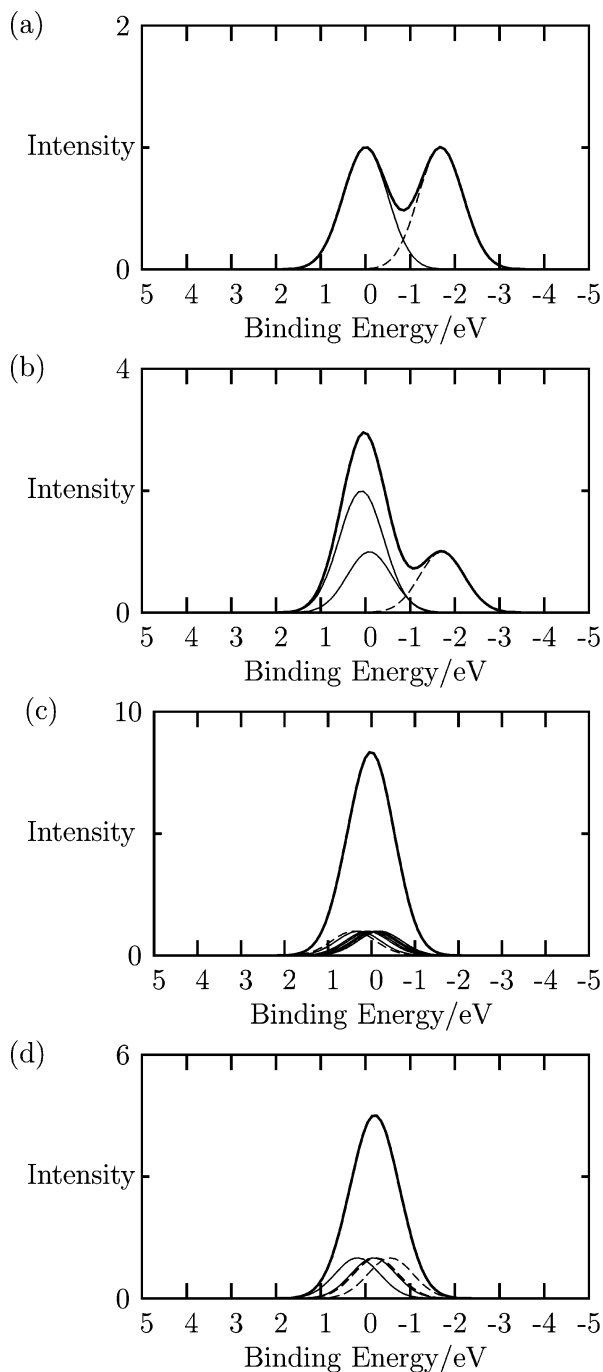 (a)
2
Intensity
0
5 4 3 2 1 0 -1 -2 -3 -4 -5
Binding Energy/eV
(b)
4
Intensity
0
5 4 3 2 1 0 -1 -2 -3 -4 -5
Binding Energy/eV
(c)
10
Intensity
0
5 4 3 2 1 0 -1 -2 -3 -4 -5
Binding Energy/eV
(d)
6
Intensity
0
5 4 3 2 1 0 -1 -2 -3 -4 -5
Binding Energy/eV